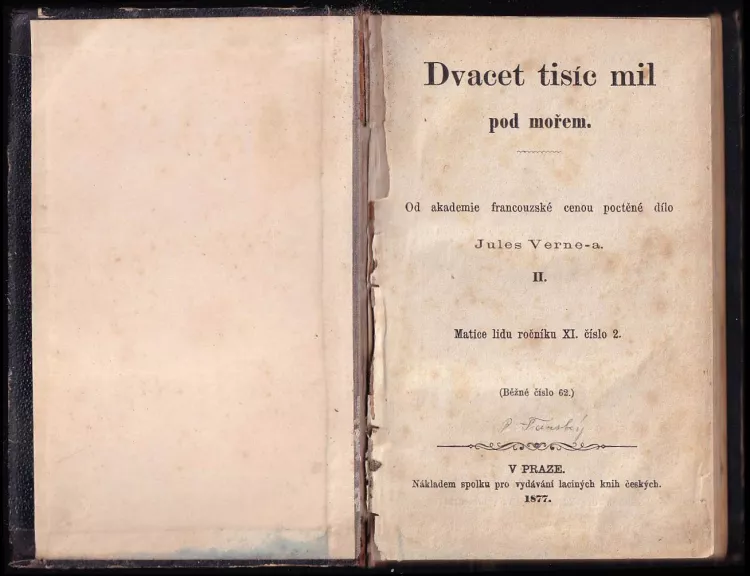 Dvacet tisíc mil
pod mořem.
Od akademie francouzské cenou poctěné dílo
Jules Verne-a.
II.
Matice lidu ročníku XI. číslo 2.
(Běžné číslo 62.)
V PRAZE.
Nákladem spolku pro vydávání laciných knih českých.
1877.